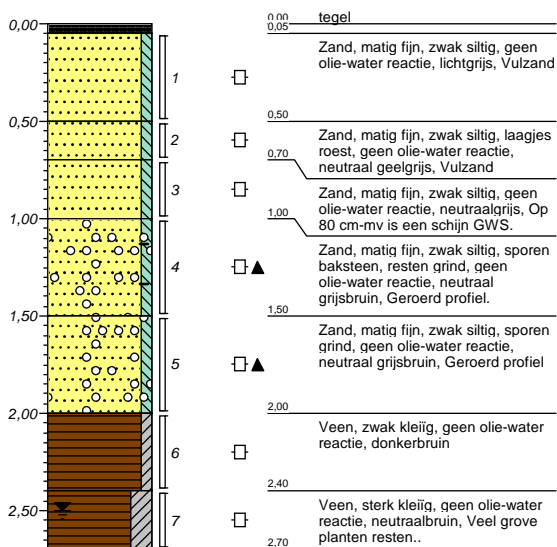 0,00
0,50
1,00
1,50
2,00
2,50
1
2
3
4
5
6
7
0,00
tegel
0,05
Zand, matig fijn, zwak siltig, geen
olie-water reactie, lichtgrijs, Vulzand
0,50
Zand, matig fijn, zwak siltig, laagjes
roest, geen olie-water reactie,
neutraal geelgrijs, Vulzand
0,70
Zand, matig fijn, zwak siltig, geen
olie-water reactie, neutraalgrijs, Op
80 cm-mv is een schijn GWS.
1,00
Zand, matig fijn, zwak siltig, sporen
baksteen, resten grind, geen
olie-water reactie, neutraal
grijsbruin, Geroerd profiel.
1,50
Zand, matig fijn, zwak siltig, sporen
grind, geen olie-water reactie,
neutraal grijsbruin, Geroerd profiel
2,00
Veen, zwak kleiïg, geen olie-water
reactie, donkerbruin
2,40
Veen, sterk kleiïg, geen olie-water
reactie, neutraalbruin, Veel grove
planten resten..
2,70